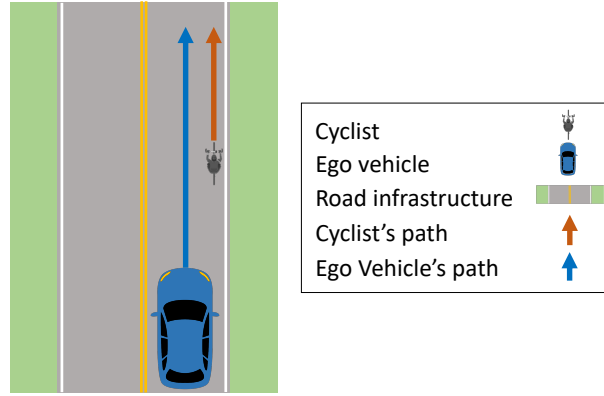 Cyclist
Ego vehicle
Road infrastructure
Cyclist's path
Ego Vehicle's path